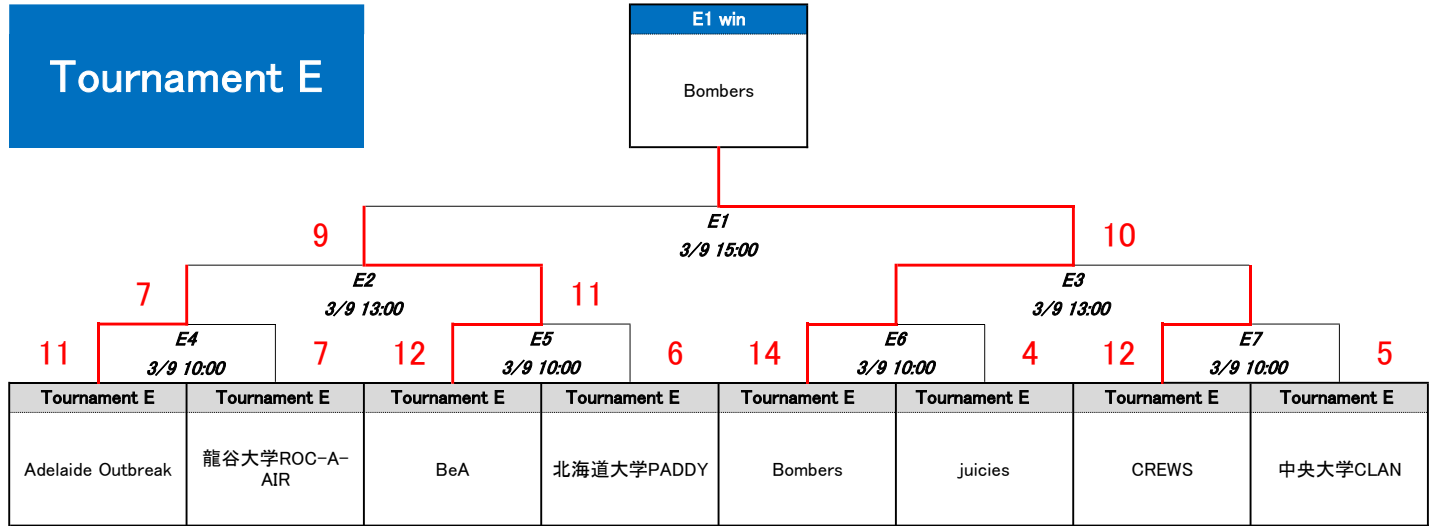 E1 win
Tournament E
Bombers
E1
9
10
3/9 15:00
E2
E3
7
11
3/9 13:00
3/9 13:00
E4
E5
E6
E7
11
7
12
6
14
4
12
5
3/9 10:00
3/9 10:00
3/9 10:00
3/9 10:00
Tournament E
Tournament E
Tournament E
Tournament E
Tournament E
Tournament E
Tournament E
Tournament E
Adelaide Outbreak
龍谷大学ROC-A-
AIR
BeA
北海道大学PADDY
Bombers
juicies
CREWS
中央大学CLAN